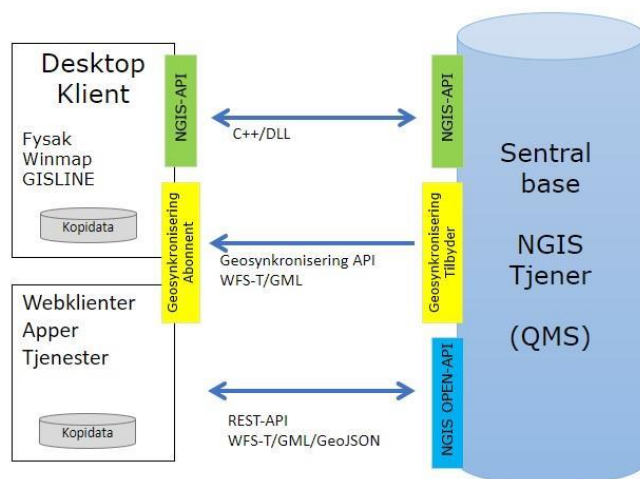 Desktop
Klient
Fysak
Winmap
GISLINE
Kopidata
NGIS-API
C++/DLL
NGIS-API
Geosynkronisering
Abonnent
Geosynkronisering API
WFS-T/GML
Geosynkronisering
Tilbyder
Webklienter
Apper
Tjenester
Kopidata
REST-API
WFS-T/GML/GeoJSON
NGIS OPEN-API
Sentral
base
NGIS
Tjener
(QMS)